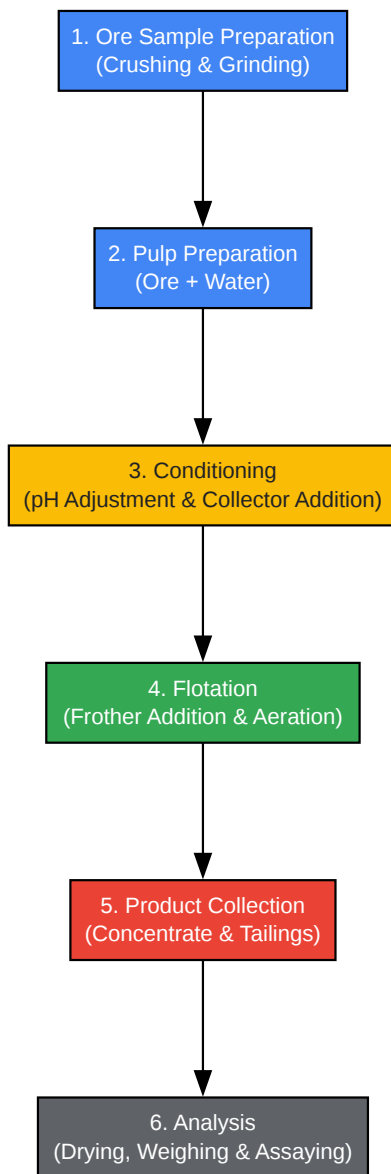 1. Ore Sample Preparation
(Crushing & Grinding)
2. Pulp Preparation
(Ore + Water)
3. Conditioning
(pH Adjustment & Collector Addition)
4. Flotation
(Frother Addition & Aeration)
5. Product Collection
(Concentrate & Tailings)
6. Analysis
(Drying, Weighing & Assaying)